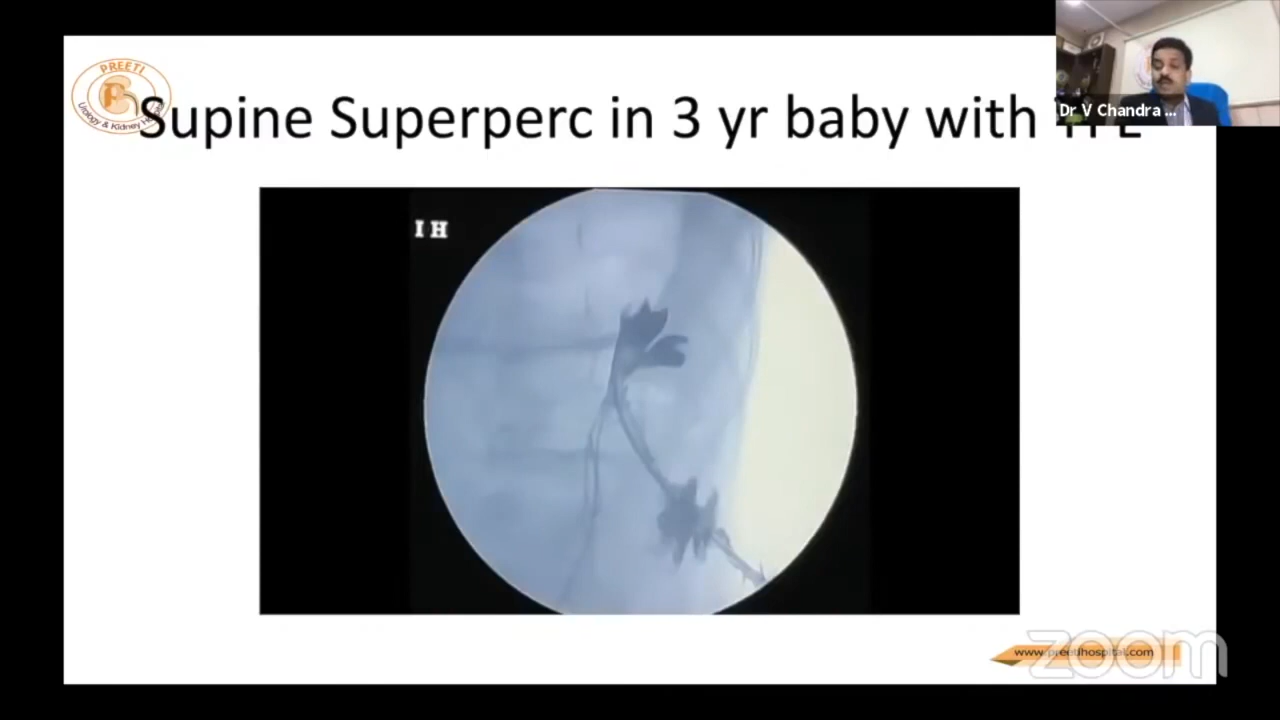 PREETI
Urology & Kidney
Supine Superperc in 3 yr baby with
Dr V Chandra ...
I H
www.preetihospital.com
zoom